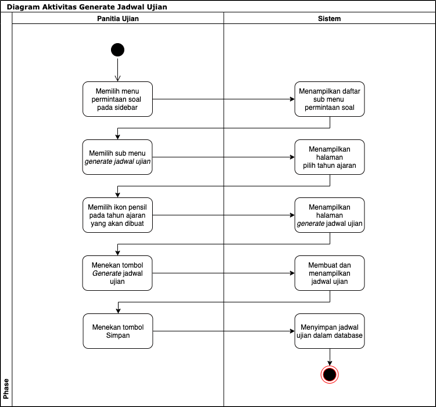 Diagram Aktivitas Generate Jadwal Ujian
Panitia Ujian
Sistem
Memilih menu
permintaan soal
pada sidebar
Menampilkan daftar
sub menu
permintaan soal
Memilih sub menu
generate jadwal ujian
Menampilkan
halaman
pilih tahun ajaran
Memilih ikon pensil
pada tahun ajaran
yang akan dibuat
Menampilkan
halaman
generate jadwal ujian
Menekan tombol
Generate jadwal
ujian
Membuat dan
menampilkan
jadwal ujian
Menekan tombol
Simpan
Menyimpan jadwal
ujian dalam database
Phase